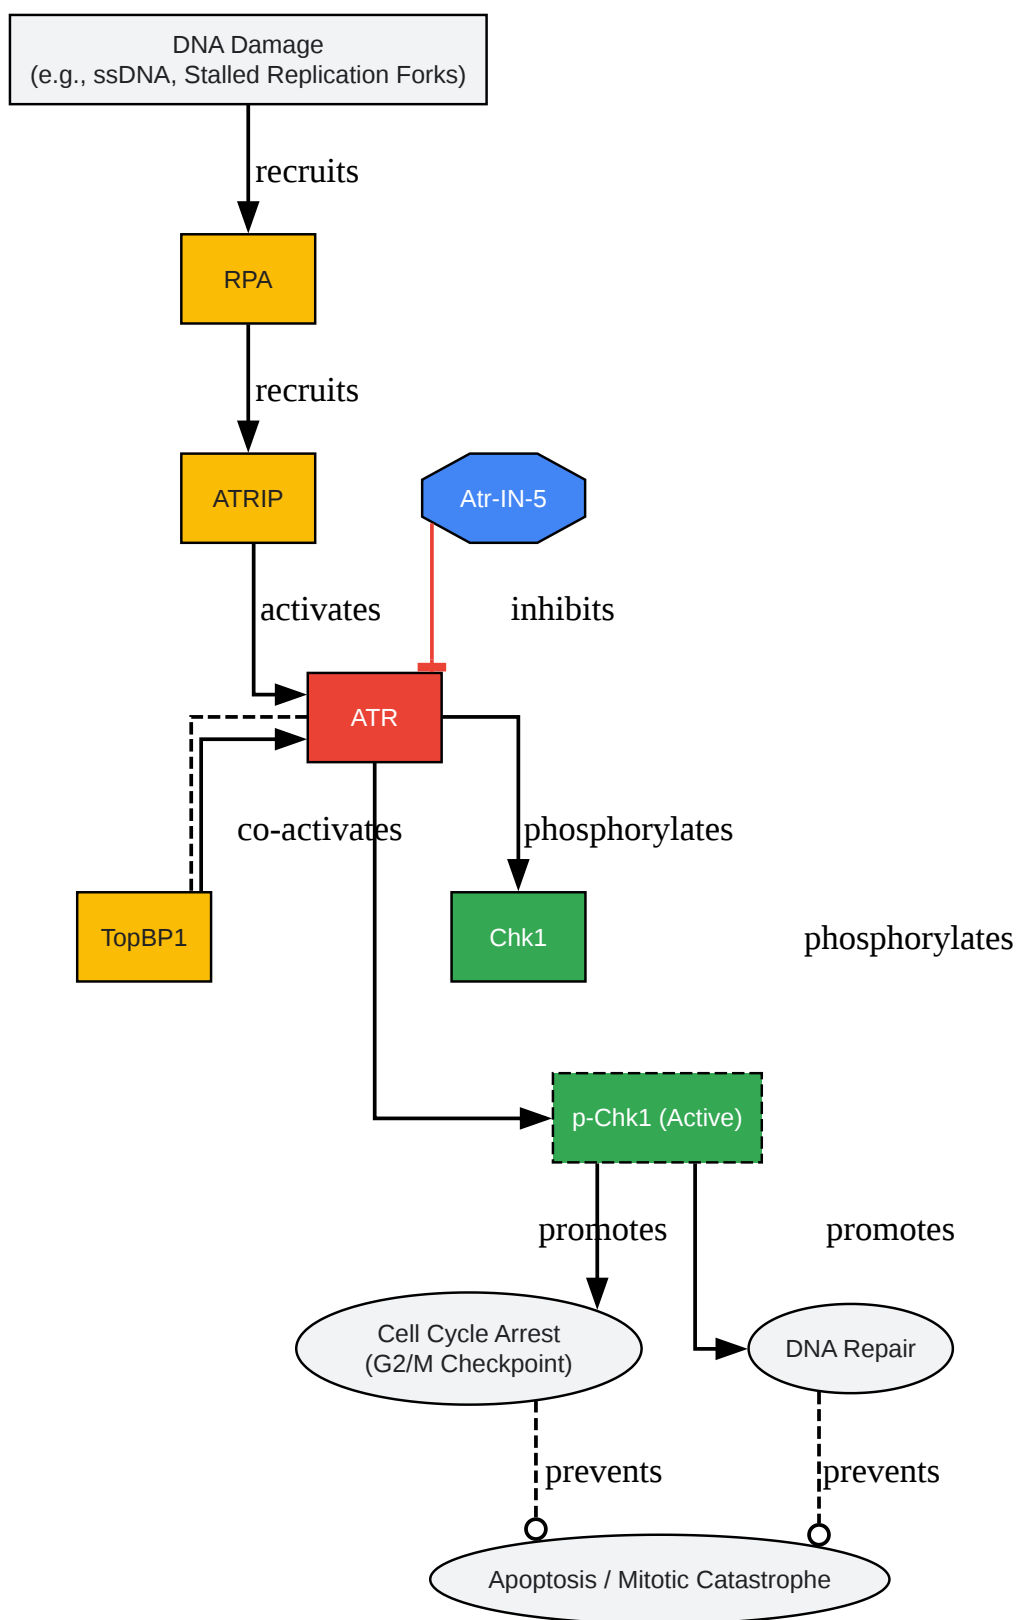 DNA Damage
(e.g., ssDNA, Stalled Replication Forks)
recruits
RPA
recruits
ATRIP
Atr-IN-5
activates
inhibits
ATR
co-activates
phosphorylates
TopBP1
Chk1
phosphorylates
p-Chk1 (Active)
promotes
promotes
Cell Cycle Arrest
(G2/M Checkpoint)
DNA Repair
prevents
prevents
Apoptosis / Mitotic Catastrophe